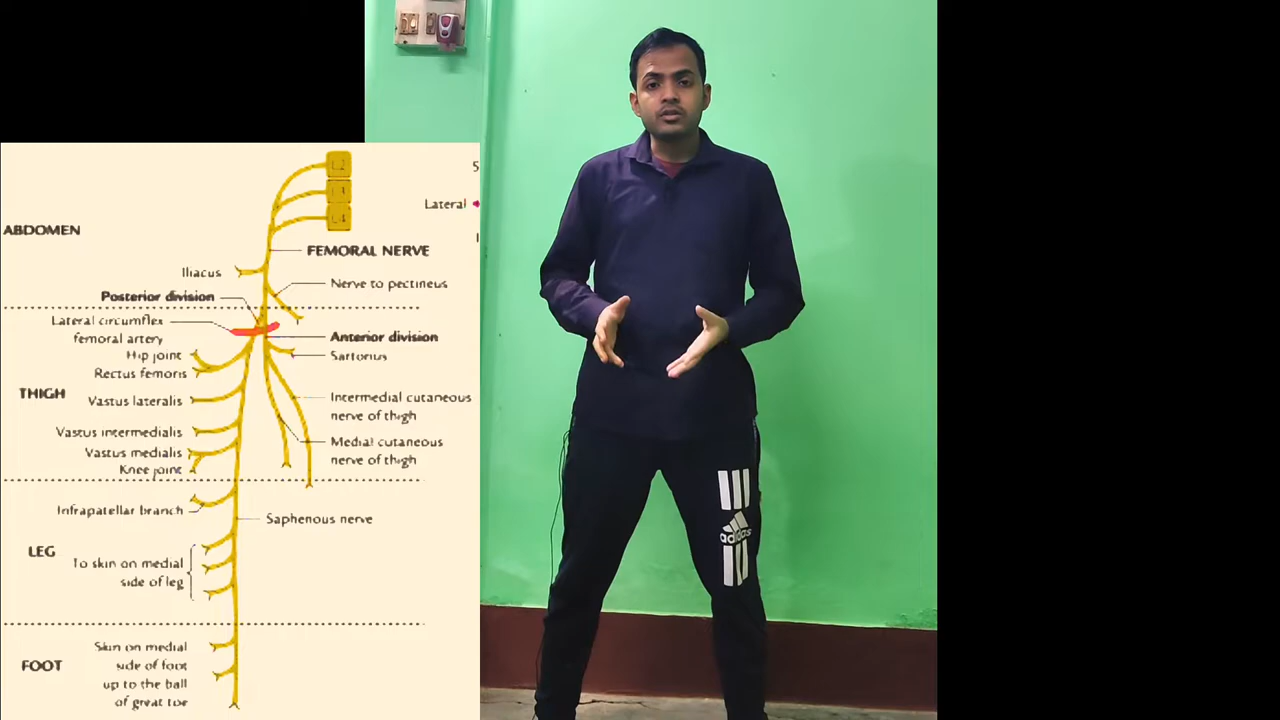 L2
L3
L4
Lateral
ABDOMEN
FEMORAL NERVE
Iliacus
Nerve to pectineus
Posterior division
Lateral circumflex
femoral artery
Anterior division
Hip joint
Sartorius
Rectus femoris
THIGH
Vastus lateralis
Intermedial cutaneous
nerve of thigh
Vastus intermedialis
Medial cutaneous
nerve of thigh
Vastus medialis
Knee joint
Infrapatellar branch
Saphenous nerve
LEG
To skin on medial
side of leg
FOOT
Skin on medial
side of foot
up to the ball
of great toe
adidas